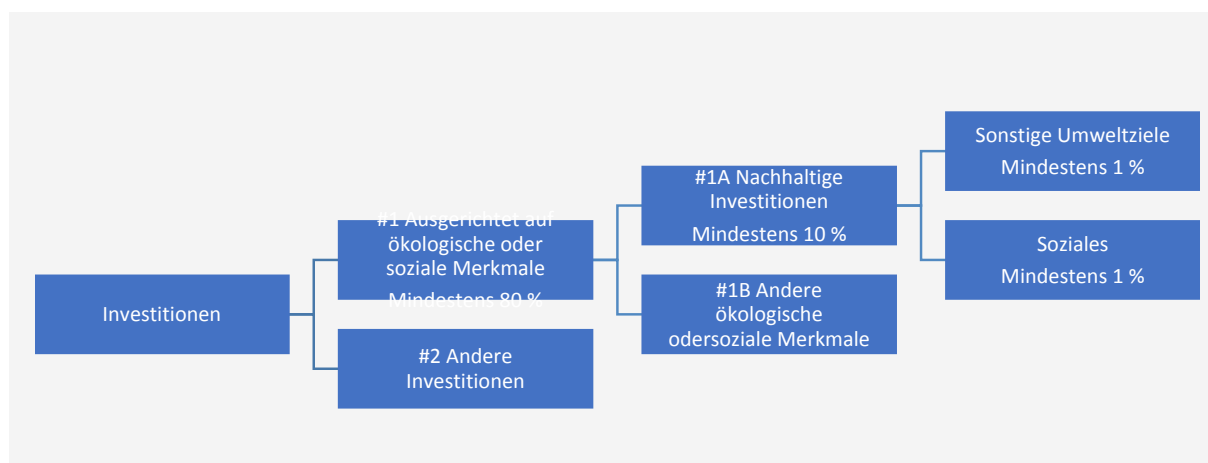 Investitionen
#1 Ausgerichtet auf
ökologische oder
soziale Merkmale
Mindestens 80 %
#2 Andere
Investitionen
#1A Nachhaltige
Investitionen
Mindestens 10 %
#1B Andere
ökologische
odersoziale Merkmale
Sonstige Umweltziele
Mindestens 1 %
Soziales
Mindestens 1 %